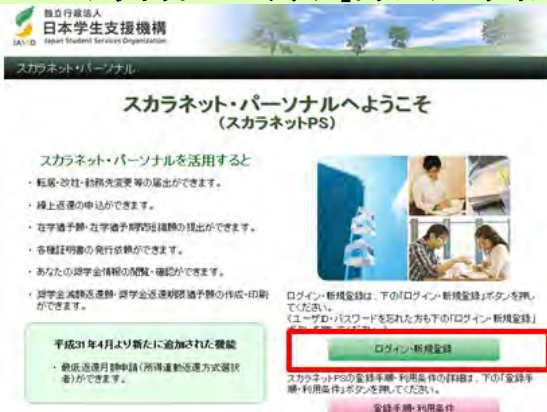 独立行政法人
日本学生支援機構
JASSO Japan Student Services Organization
スカラネット・パーソナル
スカラネット・パーソナルへようこそ
(スカラネットPS)
スカラネット・パーソナルを活用すると
・ 転居・改姓・勤務先変更等の届出ができます。
・ 繰上返還の申込ができます。
・ 在学猶予願・在学猶予期間短縮願の提出ができます。
・ 各種証明書の発行依頼ができます。
・ あなたの奨学金情報の閲覧・確認ができます。
・ 奨学金減額返還願・奨学金返還期限猶予願の作成・印刷
ができます。
平成31年4月より新たに追加された機能
・ 最低返還月額申請(所得連動返還方式選択
者)ができます。
ログイン・新規登録は、下の「ログイン・新規登録」ボタンを押し
てください。
(ユーザID・パスワードを忘れた方も下の「ログイン・新規登録」
ログイン・新規登録
スカラネットPSの登録手順・利用条件の詳細は、下の「登録手
順・利用条件」ボタンを押してください。
登録手順・利用条件